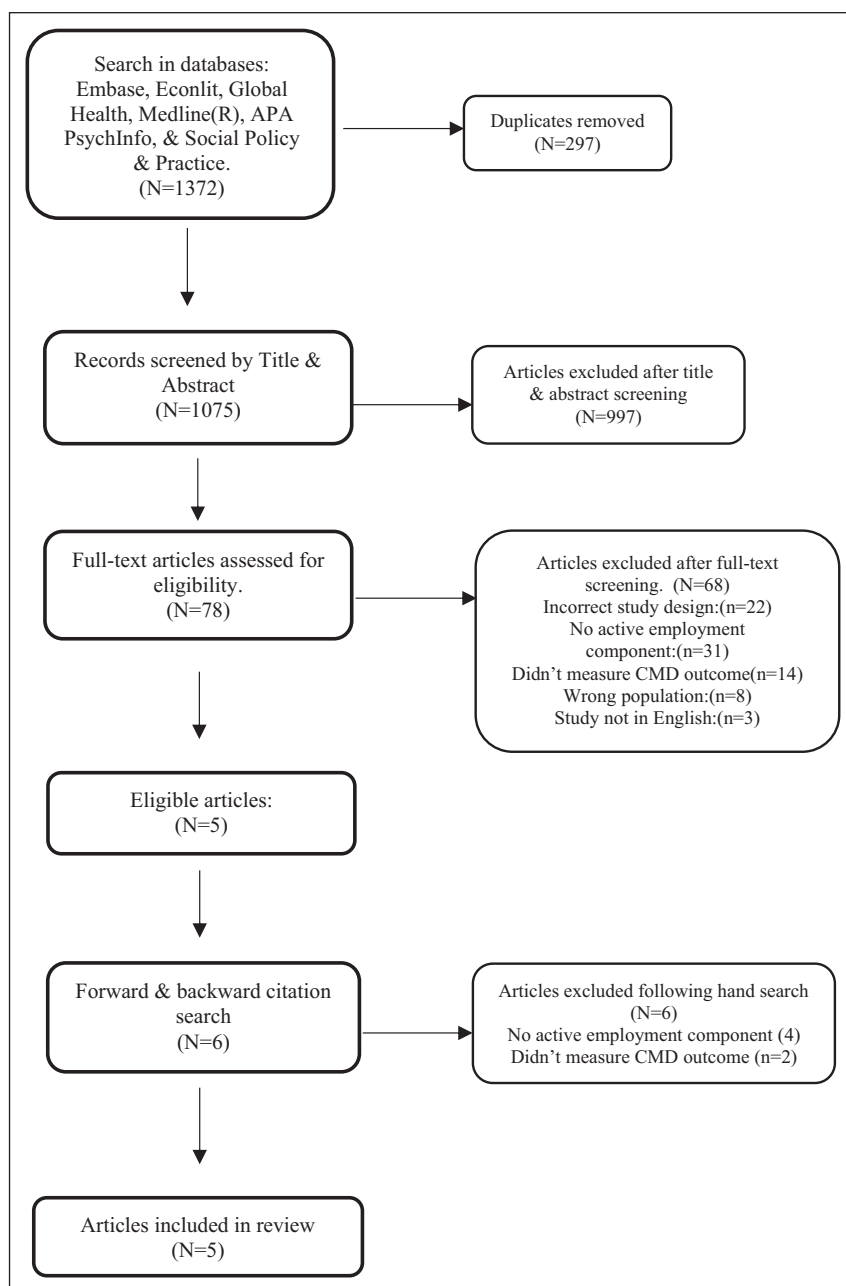 Search in databases:
Embase, Econlit, Global
Health, Medline(R), APA
PsychInfo, & Social Policy
& Practice.
(N=1372)
Duplicates removed
(N=297)
Records screened by Title &
Abstract
(N=1075)
Articles excluded after title
& abstract screening
(N=997)
Full-text articles assessed for
eligibility.
(N=78)
Articles excluded after full-text
screening. (N=68)
Incorrect study design:(n=22)
No active employment
component:(n=31)
Didn't measure CMD outcome(n=14)
Wrong population:(n=8)
Study not in English:(n=3)
Eligible articles:
(N=5)
Forward & backward citation
search
(N=6)
Articles excluded following hand search
(N=6)
No active employment component (4)
Didn't measure CMD outcome (n=2)
Articles included in review
(N=5)